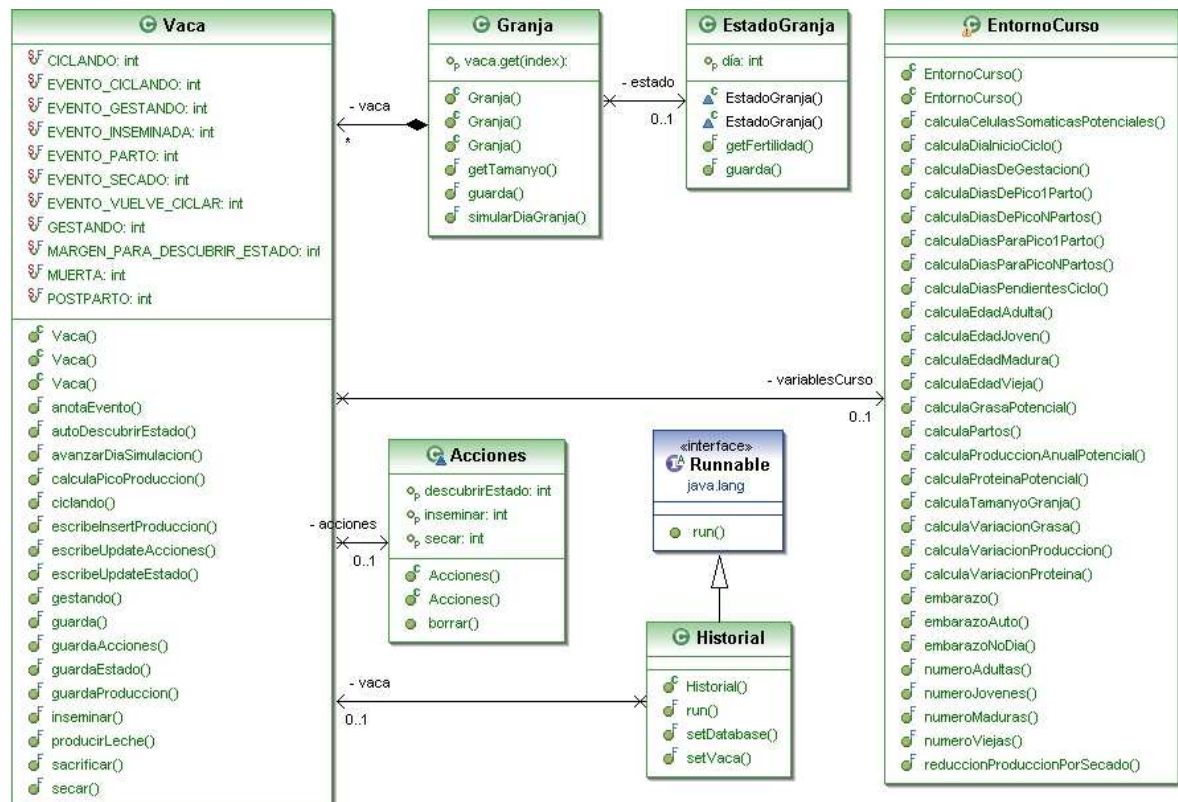 Vaca
CICLANDO: int
EVENTO_CICLANDO: int
EVENTO_GESTANDO: int
EVENTO_INSEMINADA: int
EVENTO_PARTO: int
EVENTO_SECADO: int
EVENTO_VUELVE_CICLAR: int
GESTANDO: int
MARGEN_PARA_DESCUBRIR_ESTADO: int
MUERTA: int
POSTPARTO: int
Vaca()
Vaca()
Vaca()
anotaEvento()
autoDescubrirEstado()
avanzarDiaSimulacion()
calculaPicoProduccion()
ciclando()
escribeInsertProduccion()
escribeUpdateAcciones()
escribeUpdateEstado()
gestando()
guarda()
guardaAcciones()
guardaEstado()
guardaProduccion()
inseminar()
producirLeche()
sacrificar()
secar()
- vaca
*
Granja
vaca.get(index):
Granja()
Granja()
Granja()
getTamanyo()
guarda()
simularDiaGranja()
- estado
0..1
EstadoGranja
día: int
EstadoGranja()
EstadoGranja()
getFertilidad()
guarda()
- variablesCurso
0..1
- acciones
0..1
Acciones
descubrirEstado: int
inseminar: int
secar: int
Acciones()
Acciones()
borrar()
«interface»
Runnable
java.lang
run()
- vaca
0..1
Historial
Historial()
run()
setDatabase()
setVaca()
EntornoCurso
EntornoCurso()
EntornoCurso()
calculaCelulasSomaticasPotenciales()
calculaDiaInicioCiclo()
calculaDiasDeGestacion()
calculaDiasDePico1Parto()
calculaDiasDePicoNPartos()
calculaDiasParaPico1Parto()
calculaDiasParaPicoNPartos()
calculaDiasPendientesCiclo()
calculaEdadAdulta()
calculaEdadJoven()
calculaEdadMadura()
calculaEdadVieja()
calculaGrasaPotencial()
calculaPartos()
calculaProduccionAnualPotencial()
calculaProteinaPotencial()
calculaTamanyoGranja()
calculaVariacionGrasa()
calculaVariacionProduccion()
calculaVariacionProteina()
embarazo()
embarazoAuto()
embarazoNoDia()
numeroAdultas()
numeroJovenes()
numeroMaduras()
numeroViejas()
reduccionProduccionPorSecado()